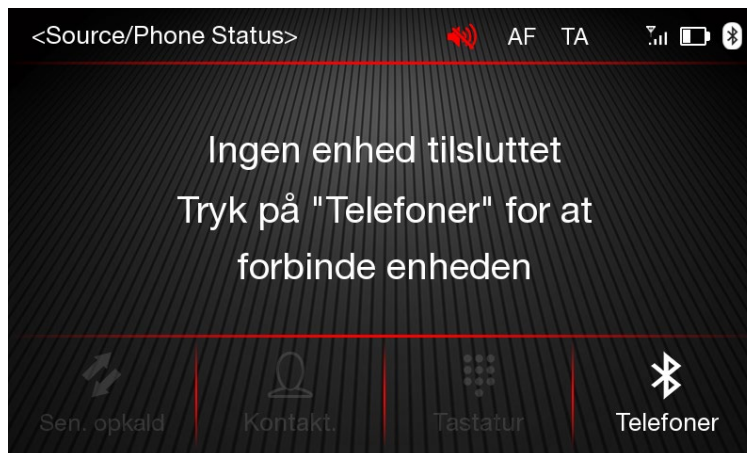 <Source/Phone Status> AF TA
Ingen enhed tilsluttet
Tryk på "Telefoner" for at
forbinde enheden
Sen. opkald Kontakt. Tastatur Telefoner